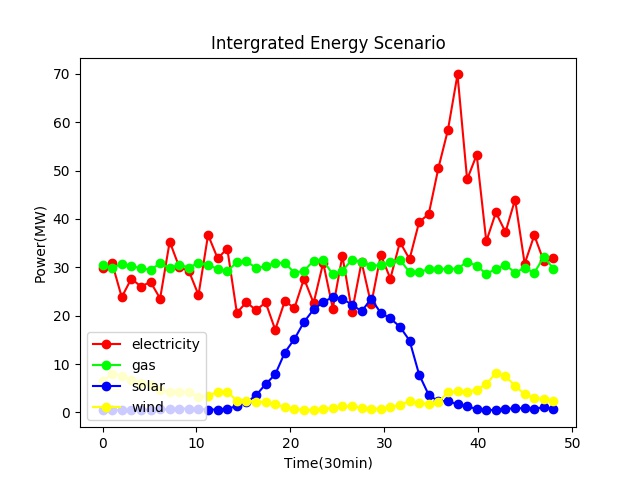 Intergrated Energy Scenario
Power(MW)
70
60
50
40
30
20
10
0
electricity
gas
solar
wind
0 10 20 30 40 50
Time(30min)